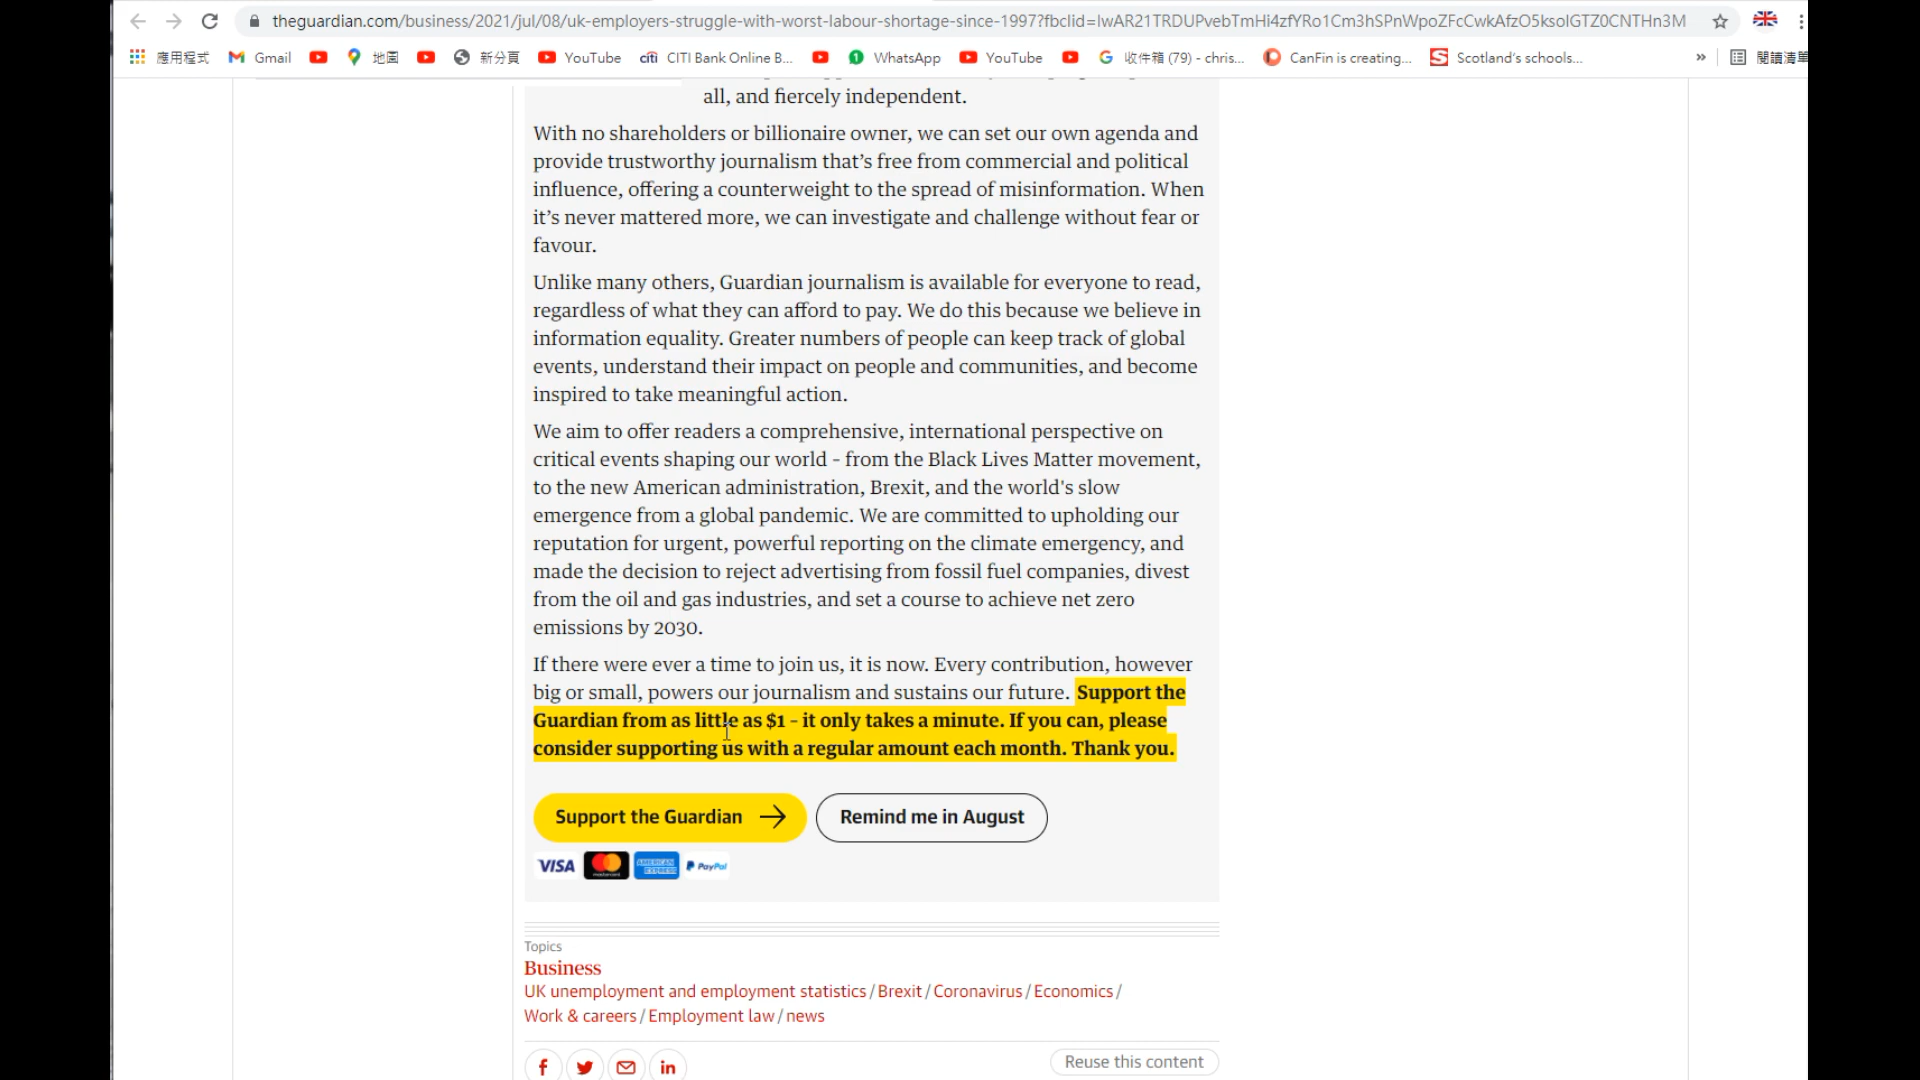 theguardian.com/business/2021/jul/08/uk-employers-struggle-with-worst-labour-shortage-since-1997?fbclid=IwAR21TRDUPvebTmHi4zfYRo1Cm3hSPnWpoZFcCwkAfzO5ksolGTZ0CNTHn3M
應用程式 Gmail 地圖 新分頁 YouTube citi CITI Bank Online B... 1 WhatsApp YouTube G 收件箱 (79) - chris... CanFin is creating... S Scotland's schools... » 閱讀清單
all, and fiercely independent.
With no shareholders or billionaire owner, we can set our own agenda and
provide trustworthy journalism that's free from commercial and political
influence, offering a counterweight to the spread of misinformation. When
it's never mattered more, we can investigate and challenge without fear or
favour.
Unlike many others, Guardian journalism is available for everyone to read,
regardless of what they can afford to pay. We do this because we believe in
information equality. Greater numbers of people can keep track of global
events, understand their impact on people and communities, and become
inspired to take meaningful action.
We aim to offer readers a comprehensive, international perspective on
critical events shaping our world – from the Black Lives Matter movement,
to the new American administration, Brexit, and the world's slow
emergence from a global pandemic. We are committed to upholding our
reputation for urgent, powerful reporting on the climate emergency, and
made the decision to reject advertising from fossil fuel companies, divest
from the oil and gas industries, and set a course to achieve net zero
emissions by 2030.
If there were ever a time to join us, it is now. Every contribution, however
big or small, powers our journalism and sustains our future. Support the
Guardian from as little as $1 – it only takes a minute. If you can, please
consider supporting us with a regular amount each month. Thank you.
Support the Guardian Remind me in August
VISA mastercard AMERICAN EXPRESS PayPal
Topics
Business
UK unemployment and employment statistics / Brexit / Coronavirus / Economics /
Work & careers / Employment law / news
Reuse this content